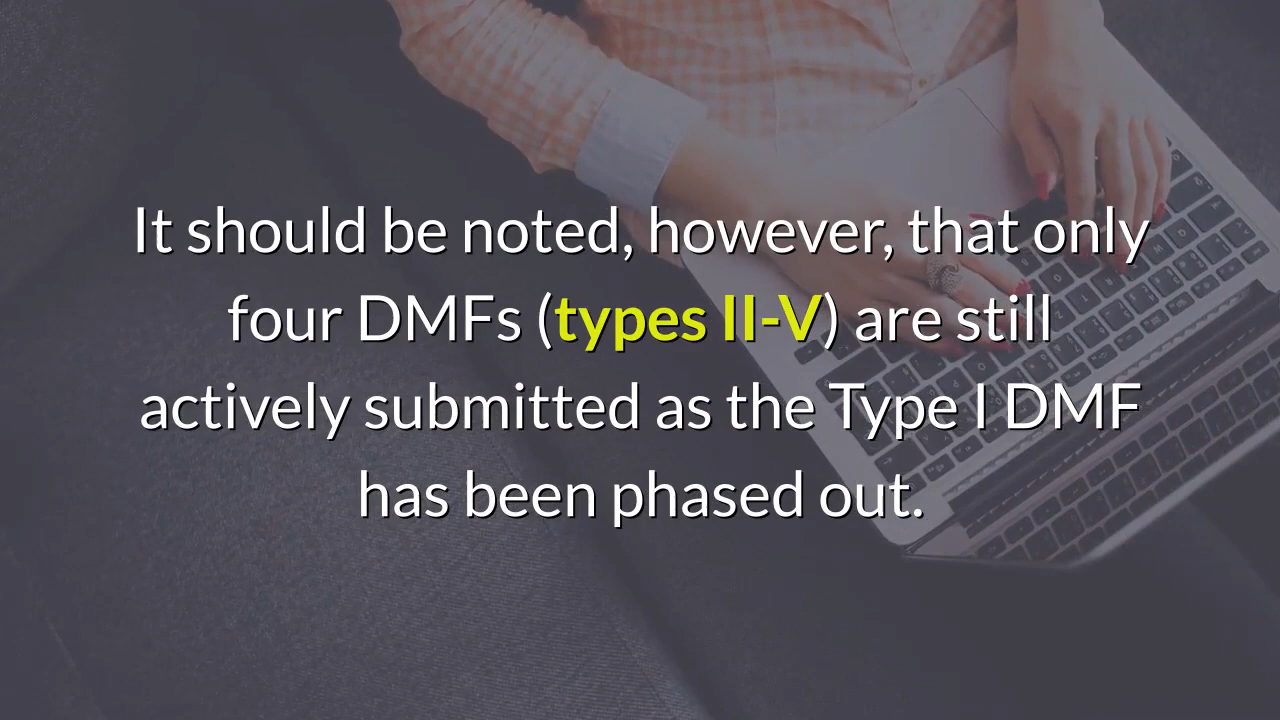 It should be noted, however, that only
four DMFs (types II-V) are still
actively submitted as the Type I DMF
has been phased out.